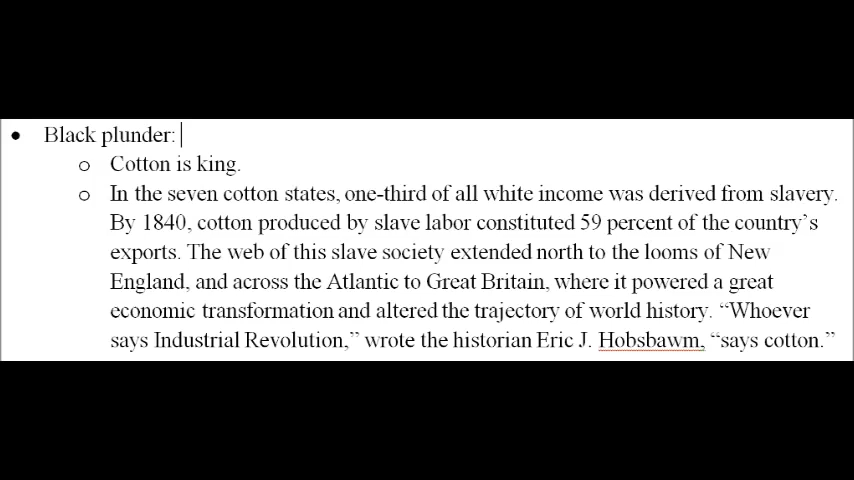 • Black plunder:
o Cotton is king.
o In the seven cotton states, one-third of all white income was derived from slavery.
By 1840, cotton produced by slave labor constituted 59 percent of the country’s
exports. The web of this slave society extended north to the looms of New
England, and across the Atlantic to Great Britain, where it powered a great
economic transformation and altered the trajectory of world history. “Whoever
says Industrial Revolution,” wrote the historian Eric J. Hobsbawm, “says cotton.”